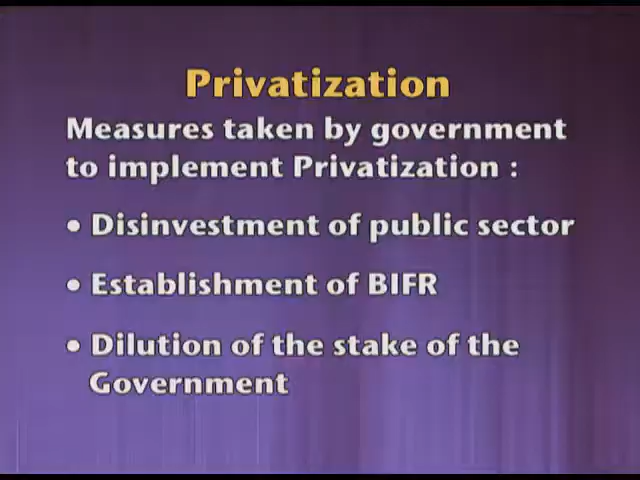 Privatization
Measures taken by government
to implement Privatization :
• Disinvestment of public sector
• Establishment of BIFR
• Dilution of the stake of the
Government